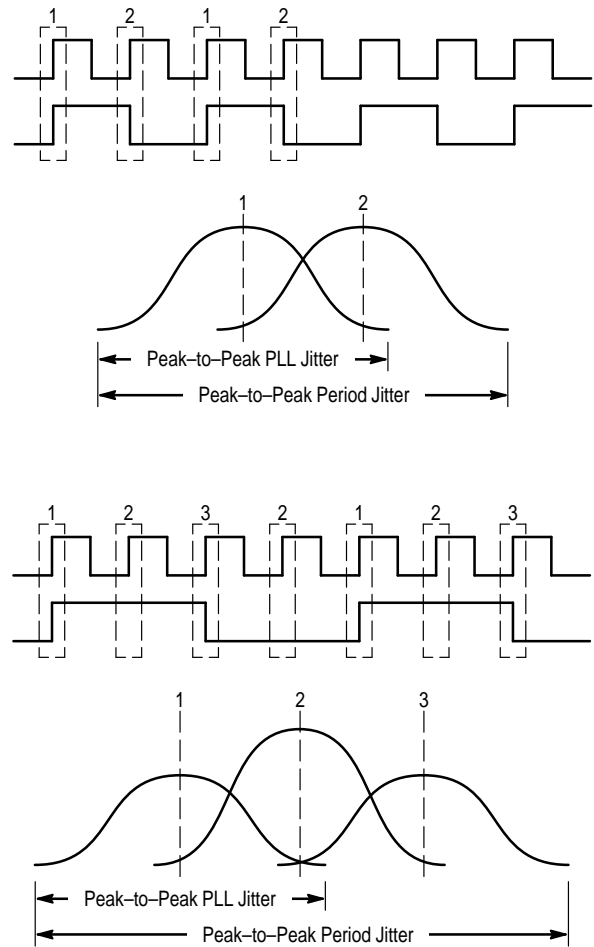 1 2 1 2
1 2
Peak–to–Peak PLL Jitter
Peak–to–Peak Period Jitter
1 2 3 2 1 2 3
1 2 3
Peak–to–Peak PLL Jitter
Peak–to–Peak Period Jitter